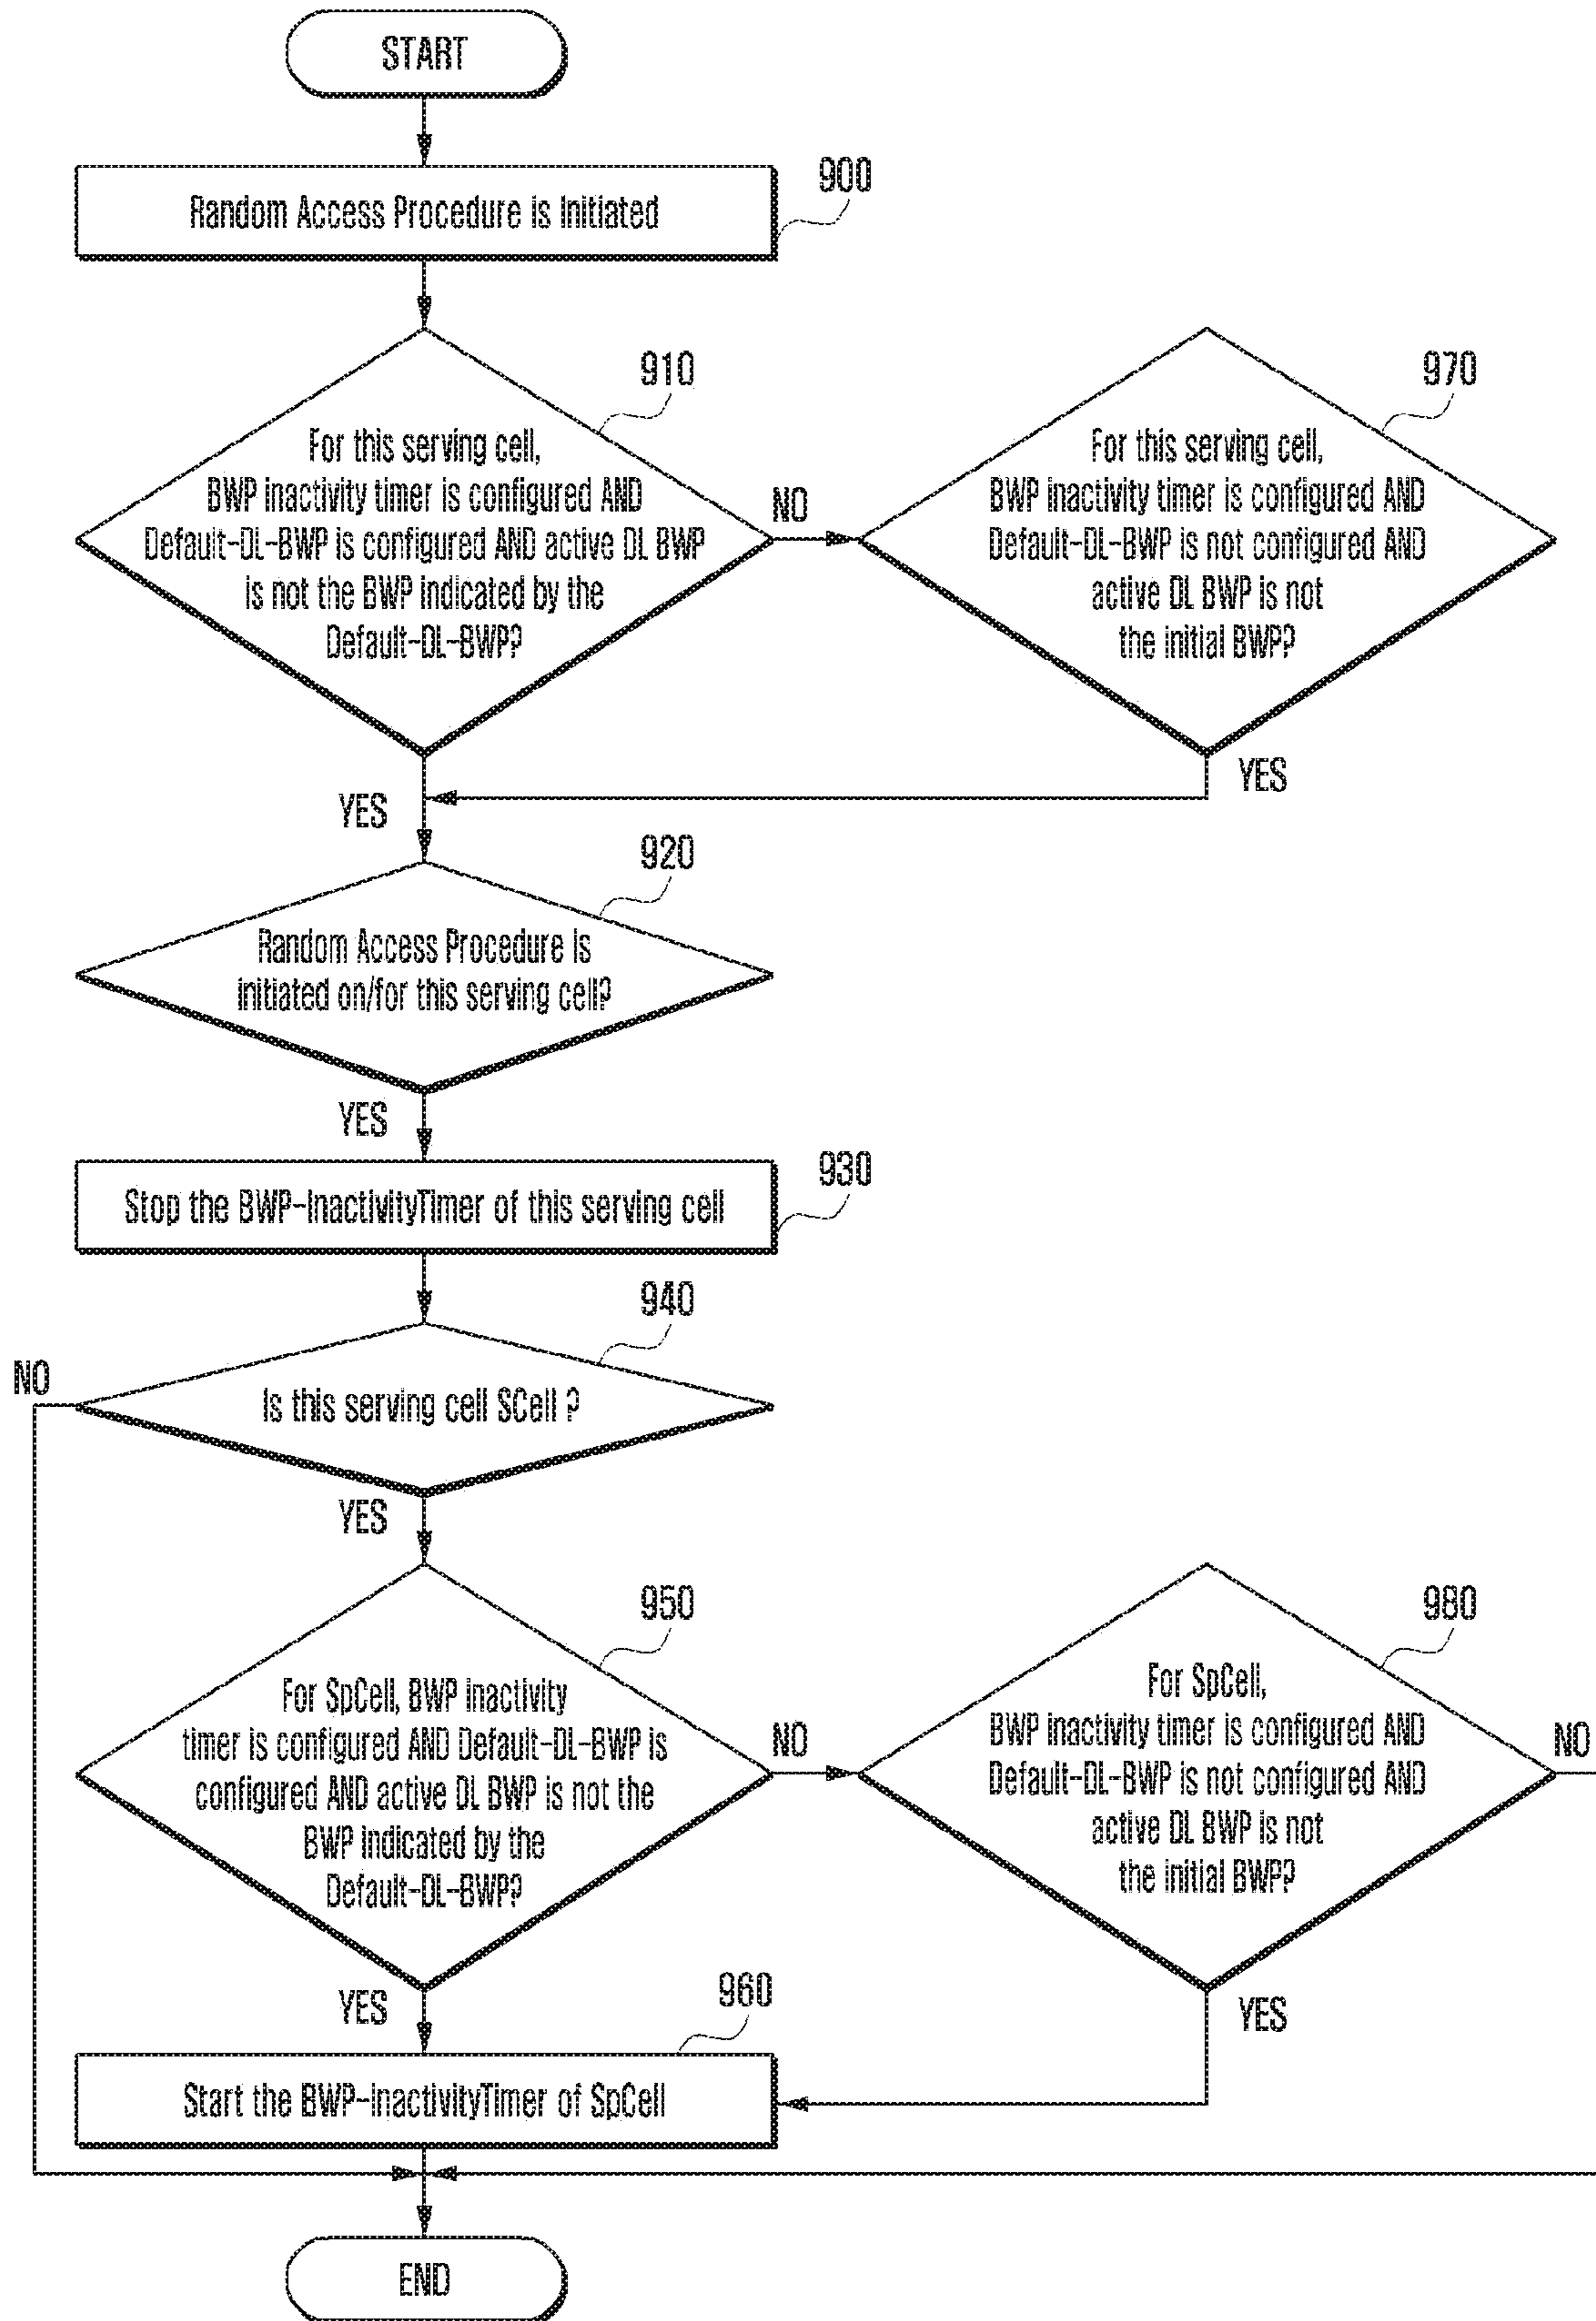 START
Random Access Procedure is Initiated
900
910
For this serving cell,
BWP inactivity timer is configured AND
Default-DL-BWP is configured AND active DL BWP
is not the BWP indicated by the
Default-DL-BWP?
NO
970
For this serving cell,
BWP inactivity timer is configured AND
Default-DL-BWP is not configured AND
active DL BWP is not
the initial BWP?
YES
YES
920
Random Access Procedure is
initiated on/for this serving cell?
YES
930
Stop the BWP-InactivityTimer of this serving cell
940
NO
Is this serving cell SCell ?
YES
950
For SpCell, BWP inactivity
timer is configured AND Default-DL-BWP is
configured AND active DL BWP is not the
BWP indicated by the
Default-DL-BWP?
NO
980
For SpCell,
BWP inactivity timer is configured AND
Default-DL-BWP is not configured AND
active DL BWP is not
the initial BWP?
NO
YES
YES
960
Start the BWP-inactivityTimer of SpCell
END